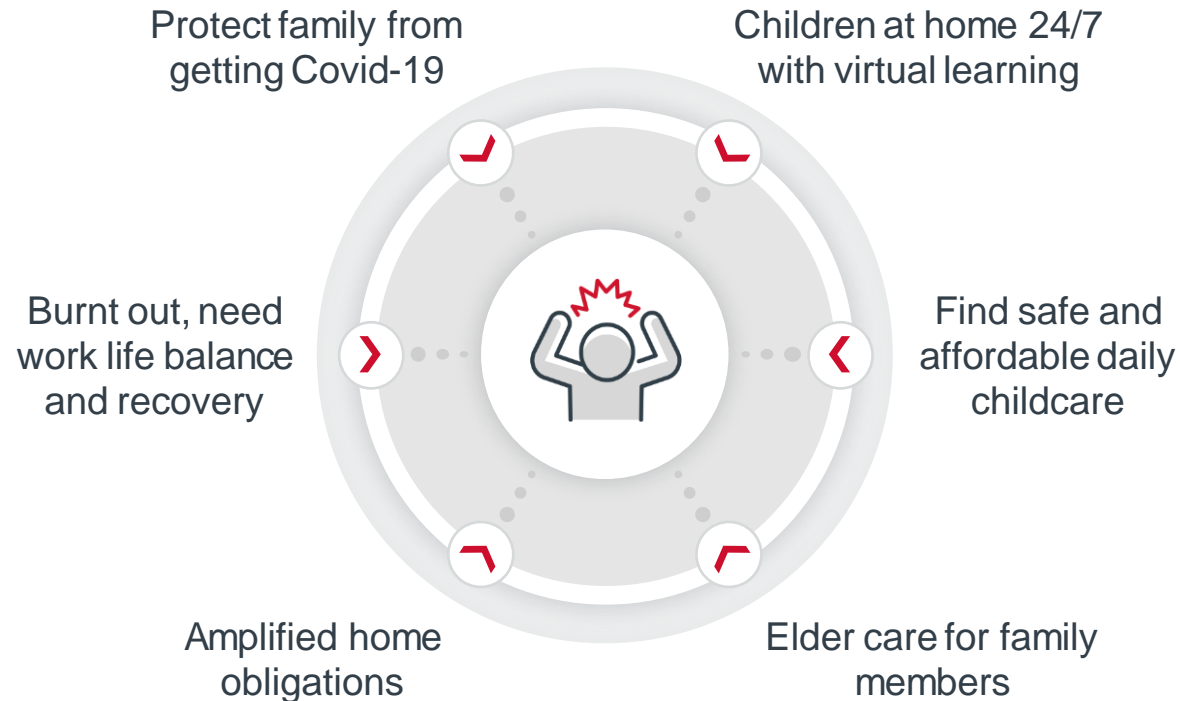 Protect family from
getting Covid-19
Children at home 24/7
with virtual learning
Burnt out, need
work life balance
and recovery
Find safe and
affordable daily
childcare
Amplified home
obligations
Elder care for family
members